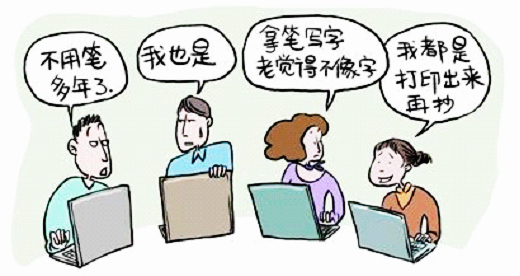 不用笔
多年了.
我也是
拿笔写字
老觉得不像字
我都是
打印出来
再抄